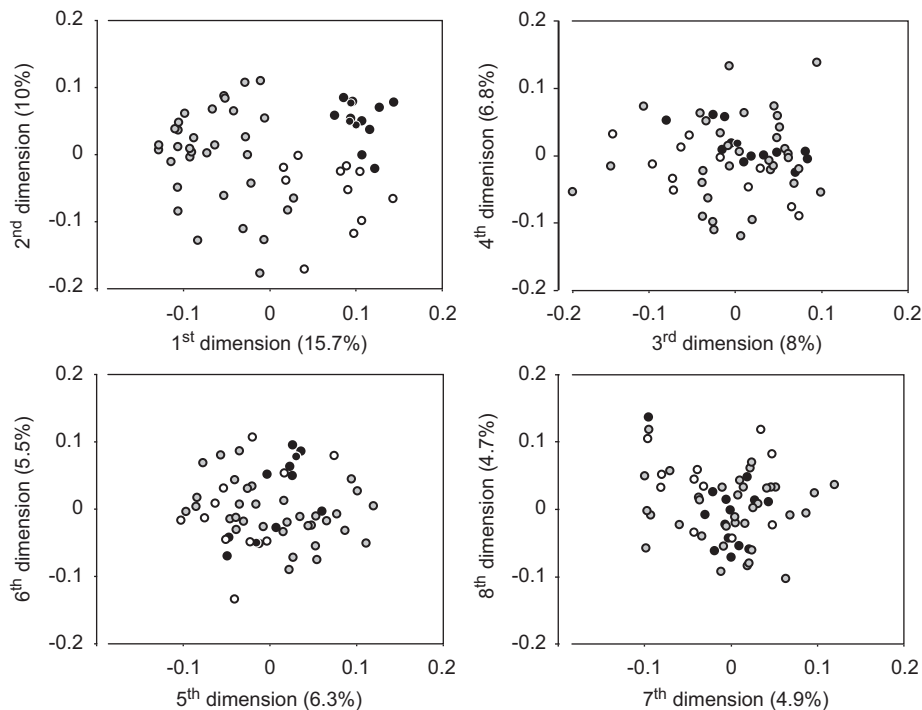 0.2
0.1
0
-0.1
-0.2
2nd dimension (10%)
-0.1 0 0.1 0.2
1st dimension (15.7%)
0.2
0.1
0
-0.1
-0.2
4th dimenison (6.8%)
-0.2 -0.1 0 0.1 0.2
3rd dimension (8%)
0.2
0.1
0
-0.1
-0.2
6th dimension (5.5%)
-0.1 0 0.1 0.2
5th dimension (6.3%)
0.2
0.1
0
-0.1
-0.2
8th dimension (4.7%)
-0.1 0 0.1 0.2
7th dimension (4.9%)